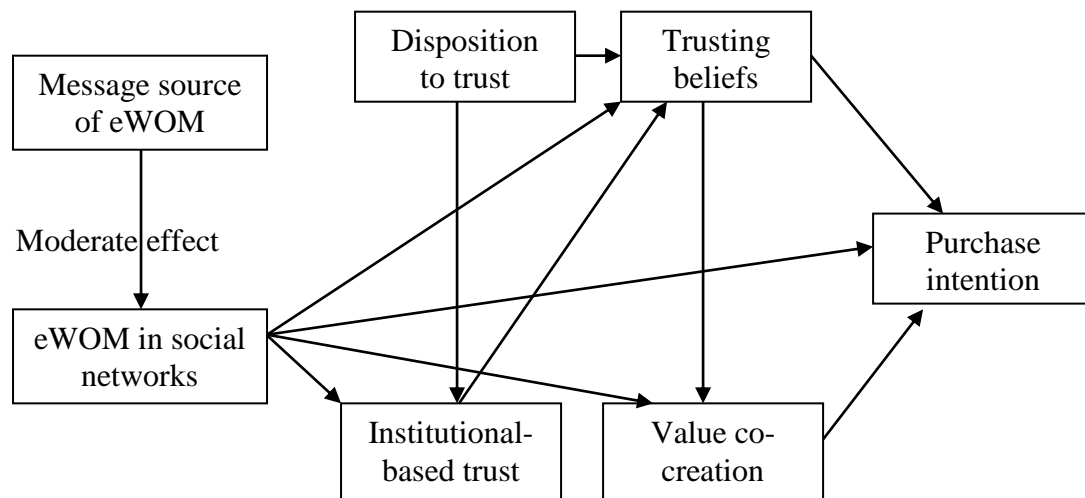 Disposition
to trust
Trusting
beliefs
Message source
of eWOM
Moderate effect
Purchase
intention
eWOM in social
networks
Institutional-
based trust
Value co-
creation